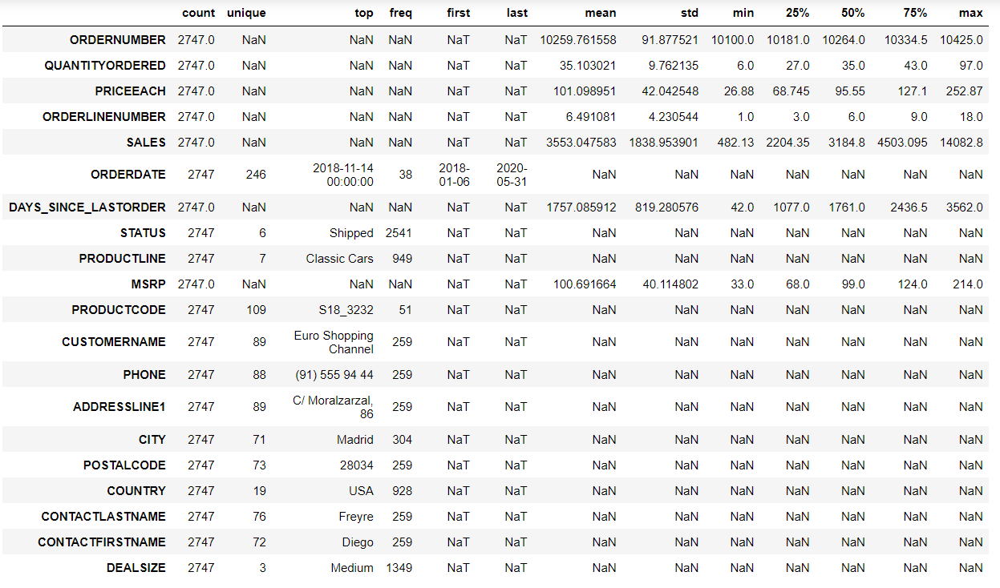 count unique top freq first last mean std min 25% 50% 75% max
ORDERNUMBER 2747.0 NaN NaN NaN NaT NaT 10259.761558 91.877521 10100.0 10181.0 10264.0 10334.5 10425.0
QUANTITYORDERED 2747.0 NaN NaN NaN NaT NaT 35.103021 9.762135 6.0 27.0 35.0 43.0 97.0
PRICEEACH 2747.0 NaN NaN NaN NaT NaT 101.098951 42.042548 26.88 68.745 95.55 127.1 252.87
ORDERLINENUMBER 2747.0 NaN NaN NaN NaT NaT 6.491081 4.230544 1.0 3.0 6.0 9.0 18.0
SALES 2747.0 NaN NaN NaN NaT NaT 3553.047583 1838.953901 482.13 2204.35 3184.8 4503.095 14082.8
ORDERDATE 2747 246 2018-11-14 00:00:00 38 2018-01-06 2020-05-31 NaN NaN NaN NaN NaN NaN NaN
DAYS_SINCE_LASTORDER 2747.0 NaN NaN NaN NaT NaT 1757.085912 819.280576 42.0 1077.0 1761.0 2436.5 3562.0
STATUS 2747 6 Shipped 2541 NaT NaT NaN NaN NaN NaN NaN NaN NaN
PRODUCTLINE 2747 7 Classic Cars 949 NaT NaT NaN NaN NaN NaN NaN NaN NaN
MSRP 2747.0 NaN NaN NaN NaT NaT 100.691664 40.114802 33.0 68.0 99.0 124.0 214.0
PRODUCTCODE 2747 109 S18_3232 51 NaT NaT NaN NaN NaN NaN NaN NaN NaN
CUSTOMERNAME 2747 89 Euro Shopping Channel 259 NaT NaT NaN NaN NaN NaN NaN NaN NaN
PHONE 2747 88 (91) 555 94 44 259 NaT NaT NaN NaN NaN NaN NaN NaN NaN
ADDRESSLINE1 2747 89 C/ Moralzarzal, 86 259 NaT NaT NaN NaN NaN NaN NaN NaN NaN
CITY 2747 71 Madrid 304 NaT NaT NaN NaN NaN NaN NaN NaN NaN
POSTALCODE 2747 73 28034 259 NaT NaT NaN NaN NaN NaN NaN NaN NaN
COUNTRY 2747 19 USA 928 NaT NaT NaN NaN NaN NaN NaN NaN NaN
CONTACTLASTNAME 2747 76 Freyre 259 NaT NaT NaN NaN NaN NaN NaN NaN NaN
CONTACTFIRSTNAME 2747 72 Diego 259 NaT NaT NaN NaN NaN NaN NaN NaN NaN
DEALSIZE 2747 3 Medium 1349 NaT NaT NaN NaN NaN NaN NaN NaN NaN